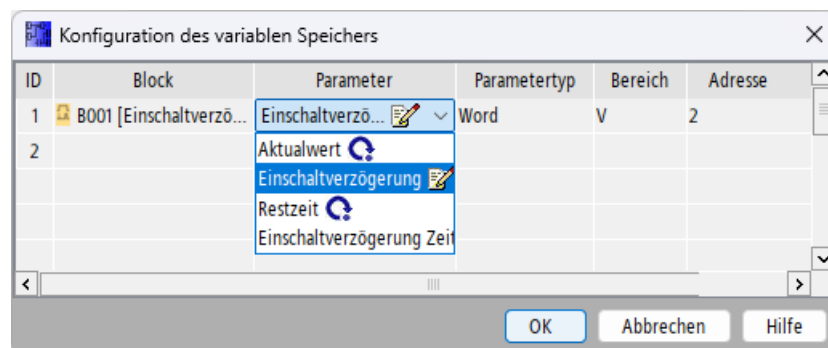 Konfiguration des variablen Speichers
ID Block Parameter Parametertyp Bereich Adresse
1 B001 [Einschaltverzö... Einschaltverzö... Word V 2
2 Aktualwert
Einschaltverzögerung
Restzeit
Einschaltverzögerung Zeit
OK Abbrechen Hilfe